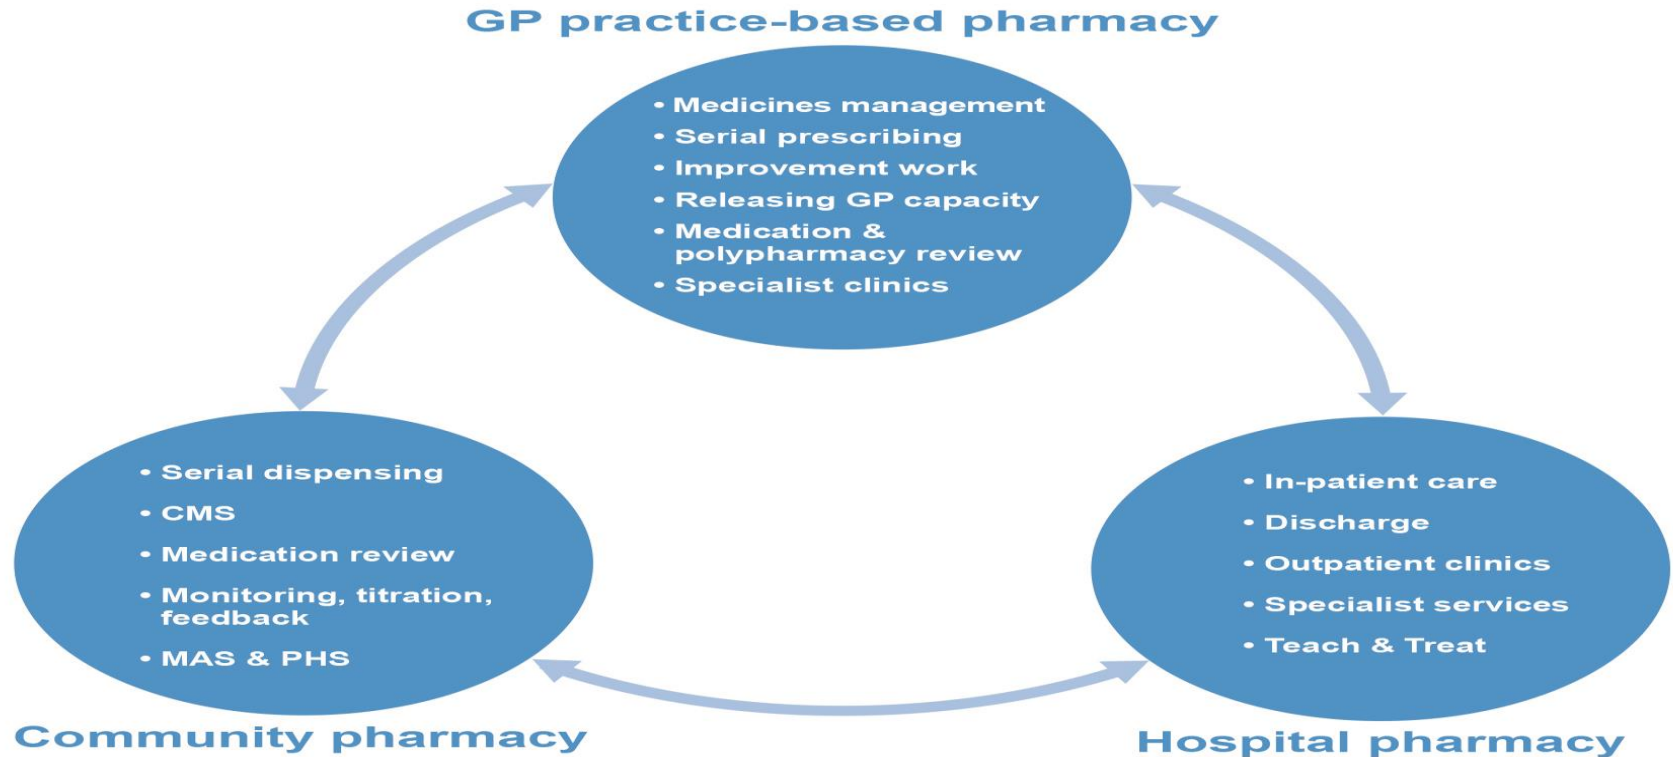 GP practice-based pharmacy
• Medicines management
• Serial prescribing
• Improvement work
• Releasing GP capacity
• Medication &
polypharmacy review
• Specialist clinics
• Serial dispensing
• CMS
• Medication review
• Monitoring, titration,
feedback
• MAS & PHS
Community pharmacy
• In-patient care
• Discharge
• Outpatient clinics
• Specialist services
• Teach & Treat
Hospital pharmacy